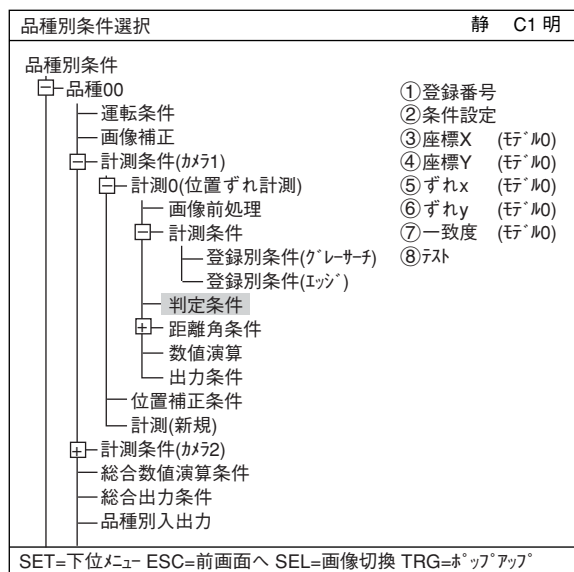 品種別条件選択 静 C1 明
品種別条件
品種00
運転条件
画像補正
計測条件(ｶﾒﾗ1)
計測0(位置ずれ計測)
画像前処理
計測条件
登録別条件(ｸﾞﾚｰｻｰﾁ)
登録別条件(ｴｯｼﾞ)
判定条件
距離角条件
数値演算
出力条件
位置補正条件
計測(新規)
計測条件(ｶﾒﾗ2)
総合数値演算条件
総合出力条件
品種別入出力
①登録番号
②条件設定
③座標X (ﾓﾃﾞﾙ0)
④座標Y (ﾓﾃﾞﾙ0)
⑤ずれx (ﾓﾃﾞﾙ0)
⑥ずれy (ﾓﾃﾞﾙ0)
⑦一致度 (ﾓﾃﾞﾙ0)
⑧ﾃｽﾄ
SET=下位ﾒﾆｭｰ ESC=前画面へ SEL=画像切換 TRG=ﾎﾟｯﾌﾟｱｯﾌﾟ